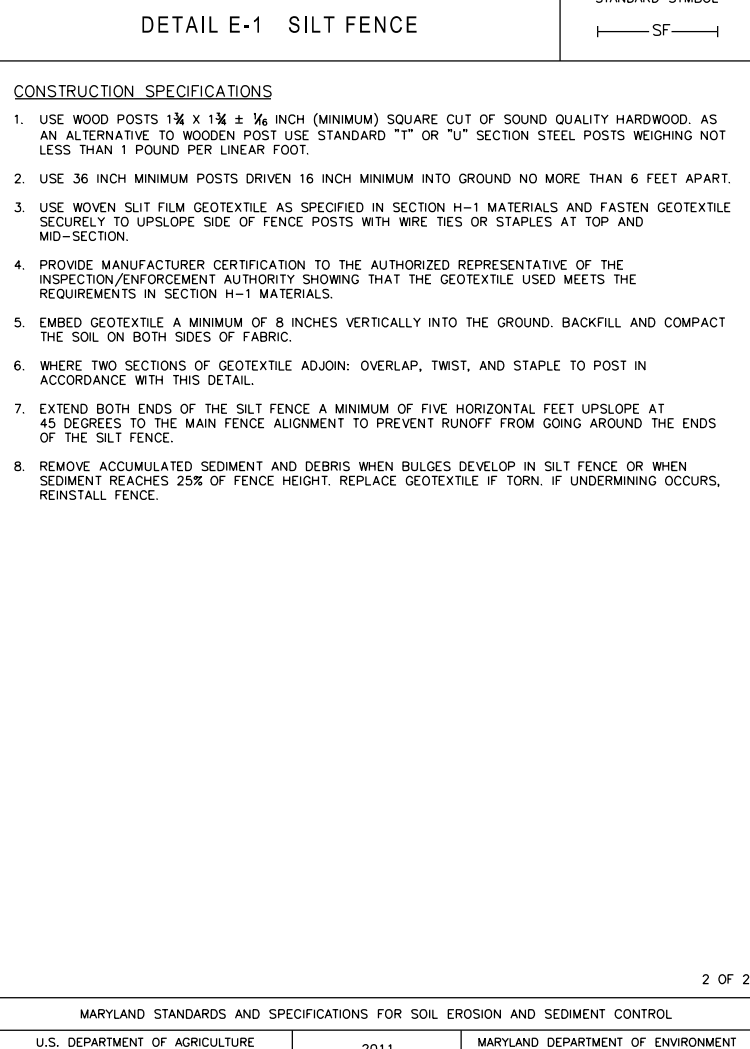 STANDARD SYMBOL
DETAIL E-1 SILT FENCE
SF
CONSTRUCTION SPECIFICATIONS
1. USE WOOD POSTS 1¾ X 1¾ ± 1⁄16 INCH (MINIMUM) SQUARE CUT OF SOUND QUALITY HARDWOOD. AS
AN ALTERNATIVE TO WOODEN POST USE STANDARD "T" OR "U" SECTION STEEL POSTS WEIGHING NOT
LESS THAN 1 POUND PER LINEAR FOOT.
2. USE 36 INCH MINIMUM POSTS DRIVEN 16 INCH MINIMUM INTO GROUND NO MORE THAN 6 FEET APART.
3. USE WOVEN SLIT FILM GEOTEXTILE AS SPECIFIED IN SECTION H-1 MATERIALS AND FASTEN GEOTEXTILE
SECURELY TO UPSLOPE SIDE OF FENCE POSTS WITH WIRE TIES OR STAPLES AT TOP AND
MID-SECTION.
4. PROVIDE MANUFACTURER CERTIFICATION TO THE AUTHORIZED REPRESENTATIVE OF THE
INSPECTION/ENFORCEMENT AUTHORITY SHOWING THAT THE GEOTEXTILE USED MEETS THE
REQUIREMENTS IN SECTION H-1 MATERIALS.
5. EMBED GEOTEXTILE A MINIMUM OF 8 INCHES VERTICALLY INTO THE GROUND. BACKFILL AND COMPACT
THE SOIL ON BOTH SIDES OF FABRIC.
6. WHERE TWO SECTIONS OF GEOTEXTILE ADJOIN: OVERLAP, TWIST, AND STAPLE TO POST IN
ACCORDANCE WITH THIS DETAIL.
7. EXTEND BOTH ENDS OF THE SILT FENCE A MINIMUM OF FIVE HORIZONTAL FEET UPSLOPE AT
45 DEGREES TO THE MAIN FENCE ALIGNMENT TO PREVENT RUNOFF FROM GOING AROUND THE ENDS
OF THE SILT FENCE.
8. REMOVE ACCUMULATED SEDIMENT AND DEBRIS WHEN BULGES DEVELOP IN SILT FENCE OR WHEN
SEDIMENT REACHES 25% OF FENCE HEIGHT. REPLACE GEOTEXTILE IF TORN. IF UNDERMINING OCCURS,
REINSTALL FENCE.
2 OF 2
MARYLAND STANDARDS AND SPECIFICATIONS FOR SOIL EROSION AND SEDIMENT CONTROL
U.S. DEPARTMENT OF AGRICULTURE
2011
MARYLAND DEPARTMENT OF ENVIRONMENT